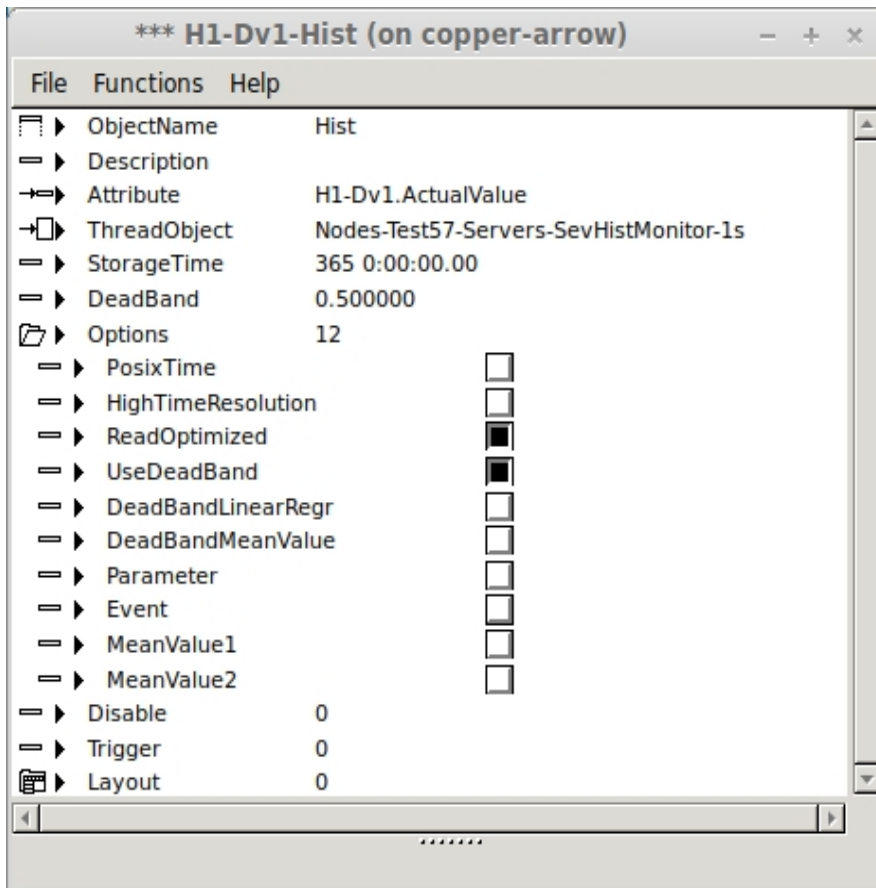 *** H1-Dv1-Hist (on copper-arrow)
File Functions Help
ObjectName Hist
Description
Attribute H1-Dv1.ActualValue
ThreadObject Nodes-Test57-Servers-SevHistMonitor-1s
StorageTime 365 0:00:00.00
DeadBand 0.500000
Options 12
PosixTime
HighTimeResolution
ReadOptimized
UseDeadBand
DeadBandLinearRegr
DeadBandMeanValue
Parameter
Event
MeanValue1
MeanValue2
Disable 0
Trigger 0
Layout 0